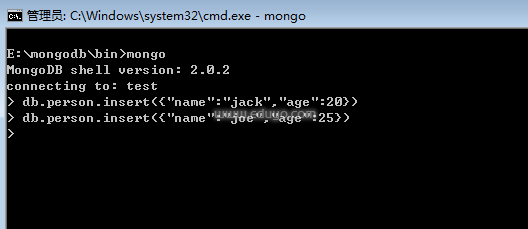 管理员: C:\Windows\system32\cmd.exe - mongo
E:\mongodb\bin>mongo
MongoDB shell version: 2.0.2
connecting to: test
> db.person.insert({"name":"jack","age":20})
> db.person.insert({"name":"joe","age":25})
>